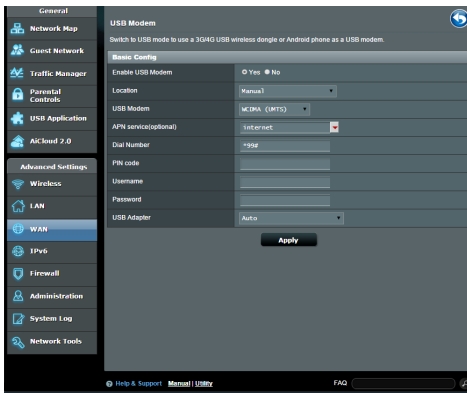 General
Network Map
Guest Network
Traffic Manager
Parental
Controls
USB Application
AiCloud 2.0
Advanced Settings
Wireless
LAN
WAN
IPv6
Firewall
Administration
System Log
Network Tools
USB Modem
Switch to USB mode to use a 3G/4G USB wireless dongle or Android phone as a USB modem.
Basic Config
Enable USB Modem Yes No
Location Manual
USB Modem WCDMA (UMTS)
APN service(optional) internet
Dial Number *99#
PIN code
Username
Password
USB Adapter Auto
Apply
Help & Support Manual | Utility FAQ